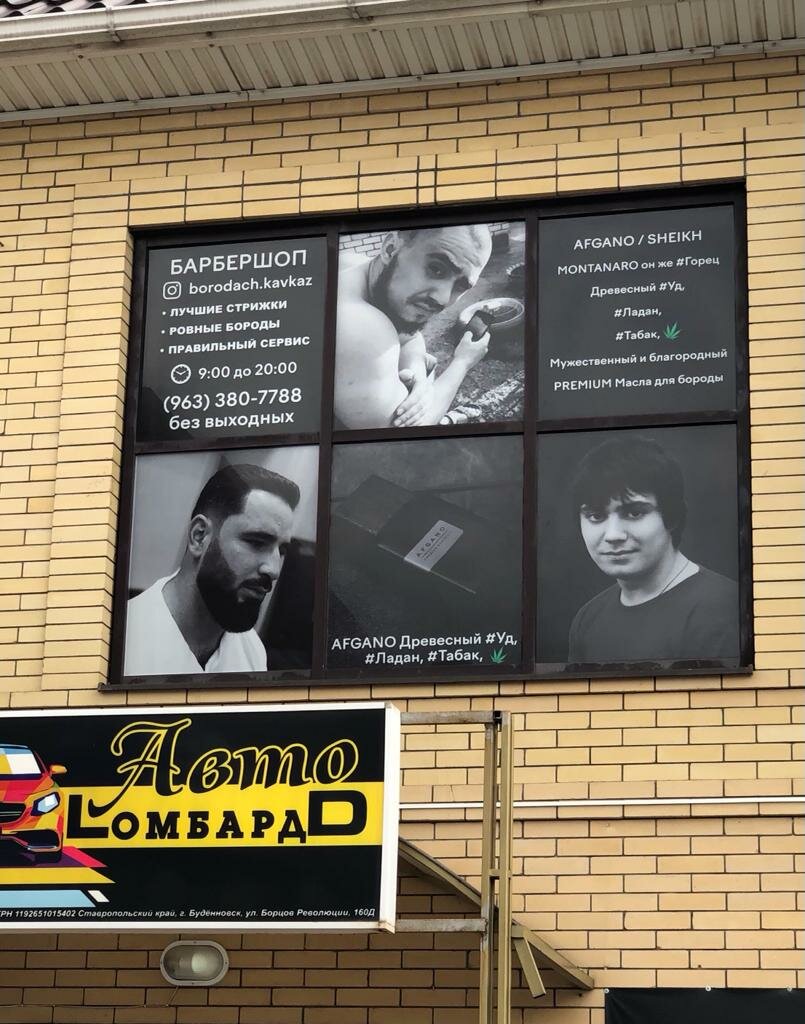 БАРБЕРШОП
borodach.kavkaz
• ЛУЧШИЕ СТРИЖКИ
• РОВНЫЕ БОРОДЫ
• ПРАВИЛЬНЫЙ СЕРВИС
9:00 до 20:00
(963) 380-7788
без выходных
AFGANO / SHEIKH
MONTANARO он же #Горец
Древесный #Уд,
#Ладан,
#Табак,
Мужественный и благородный
PREMIUM Масла для бороды
AFGANO
AFGANO Древесный #Уд,
#Ладан, #Табак,
Авто
LОМБАРD
ГРН 1192651015402 Ставропольский край, г. Будённовск, ул. Борцов Революции, 160Д